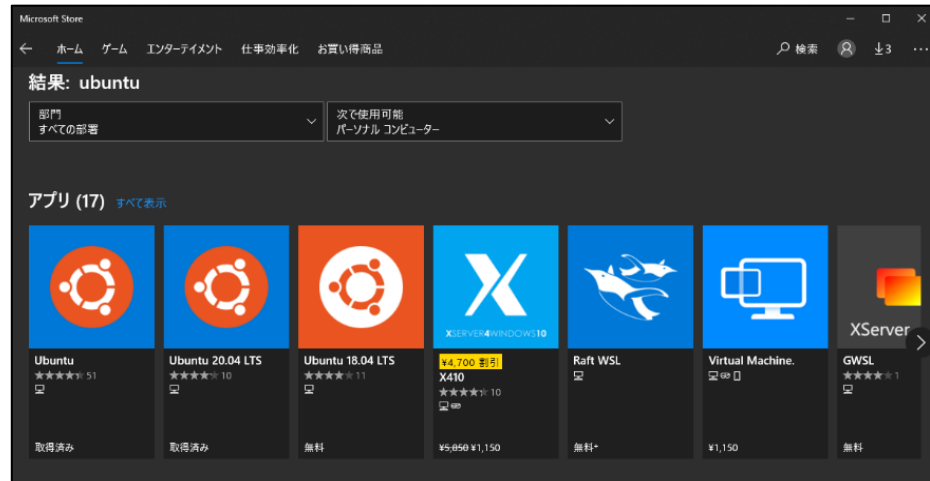 Microsoft Store
ホーム ゲーム エンターテイメント 仕事効率化 お買い得商品 検索 3
結果: ubuntu
部門
すべての部署
次で使用可能
パーソナル コンピューター
アプリ (17) すべて表示
XSERVER4WINDOWS10
XServer
Ubuntu
51
取得済み
Ubuntu 20.04 LTS
10
取得済み
Ubuntu 18.04 LTS
11
無料
¥4,700 割引
X410
10
¥5,850 ¥1,150
Raft WSL
無料+
Virtual Machine.
¥1,150
GWSL
1
無料